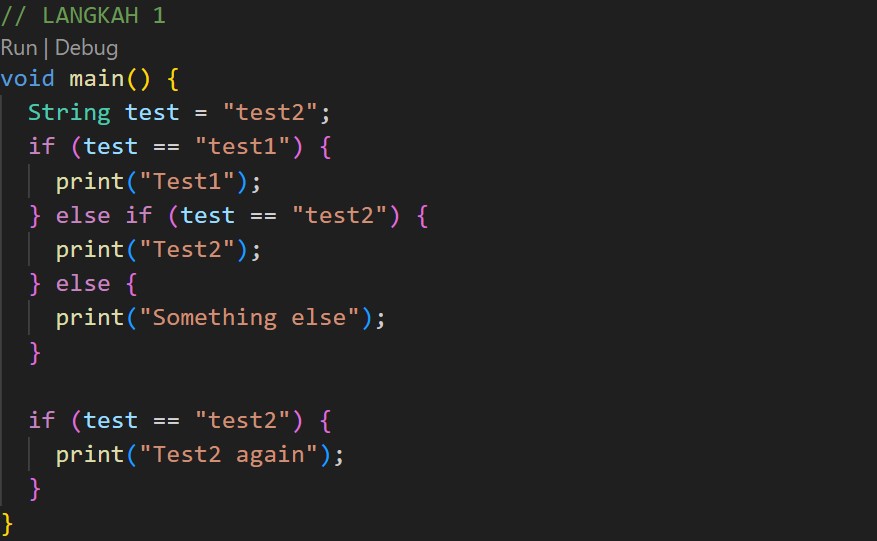 // LANGKAH 1
Run | Debug
void main() {
  String test = "test2";
  if (test == "test1") {
    print("Test1");
  } else if (test == "test2") {
    print("Test2");
  } else {
    print("Something else");
  }

  if (test == "test2") {
    print("Test2 again");
  }
}